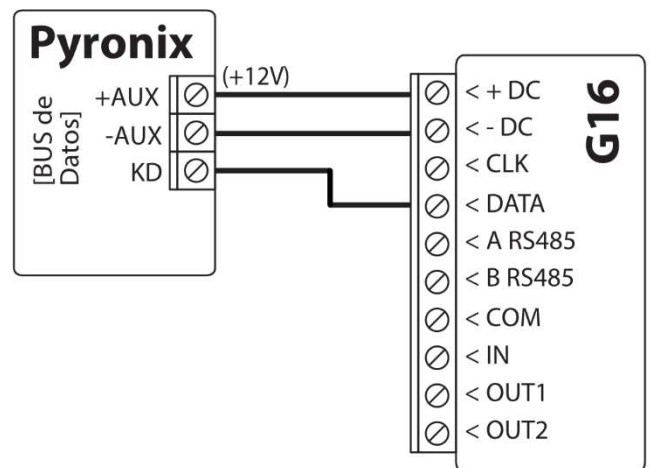 Pyronix
[BUS de
Datos]
+AUX
-AUX
KD
(+12V)
G16
< + DC
< - DC
< CLK
< DATA
< A RS485
< B RS485
< COM
< IN
< OUT1
< OUT2